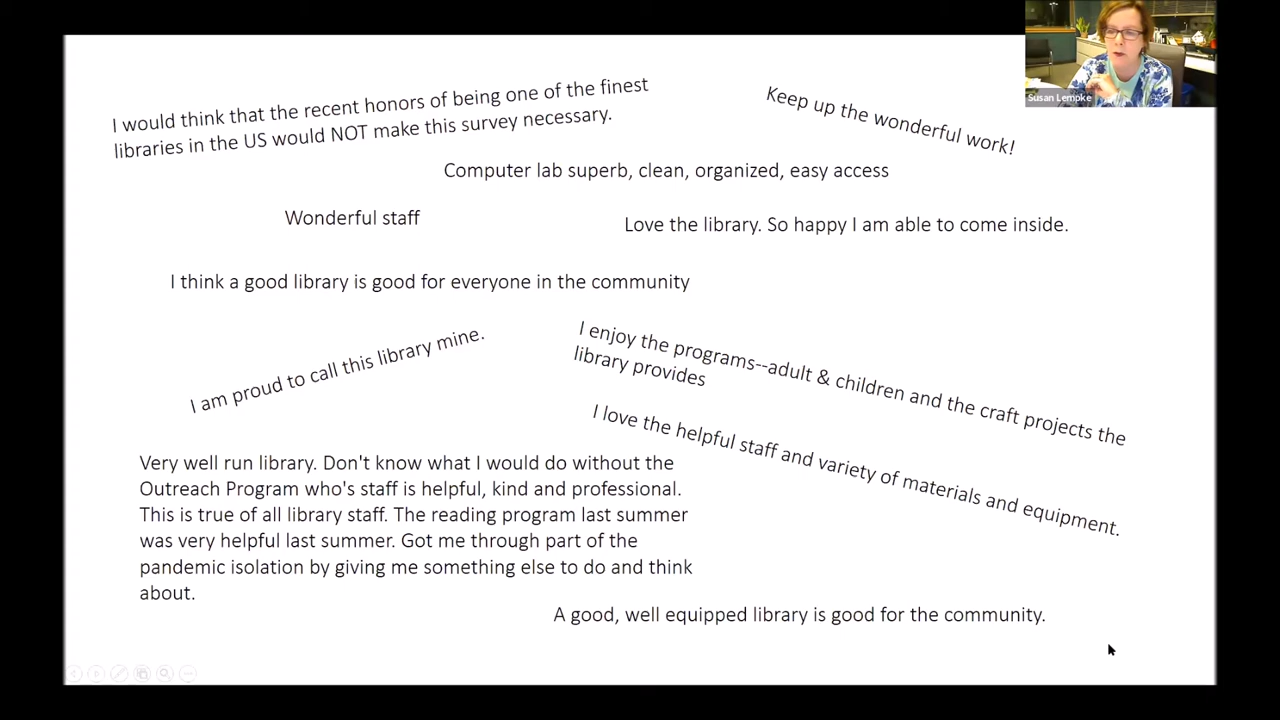 Susan Lempke
I would think that the recent honors of being one of the finest
libraries in the US would NOT make this survey necessary.
Keep up the wonderful work!
Computer lab superb, clean, organized, easy access
Wonderful staff
Love the library. So happy I am able to come inside.
I think a good library is good for everyone in the community
I am proud to call this library mine.
I enjoy the programs--adult & children and the craft projects the
library provides
I love the helpful staff and variety of materials and equipment.
Very well run library. Don't know what I would do without the
Outreach Program who's staff is helpful, kind and professional.
This is true of all library staff. The reading program last summer
was very helpful last summer. Got me through part of the
pandemic isolation by giving me something else to do and think
about.
A good, well equipped library is good for the community.